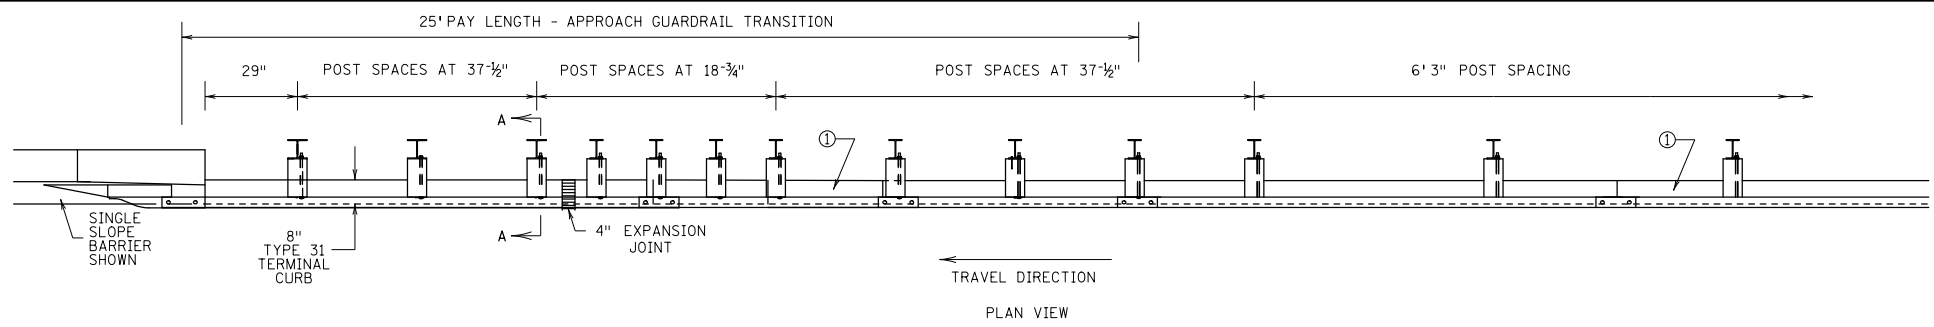 25' PAY LENGTH - APPROACH GUARDRAIL TRANSITION
29"
POST SPACES AT 37-½"
POST SPACES AT 18-¾"
POST SPACES AT 37-½"
6'3" POST SPACING
A
1
1
SINGLE
SLOPE
BARRIER
SHOWN
8"
TYPE 31
TERMINAL
CURB
A
4" EXPANSION
JOINT
TRAVEL DIRECTION
PLAN VIEW